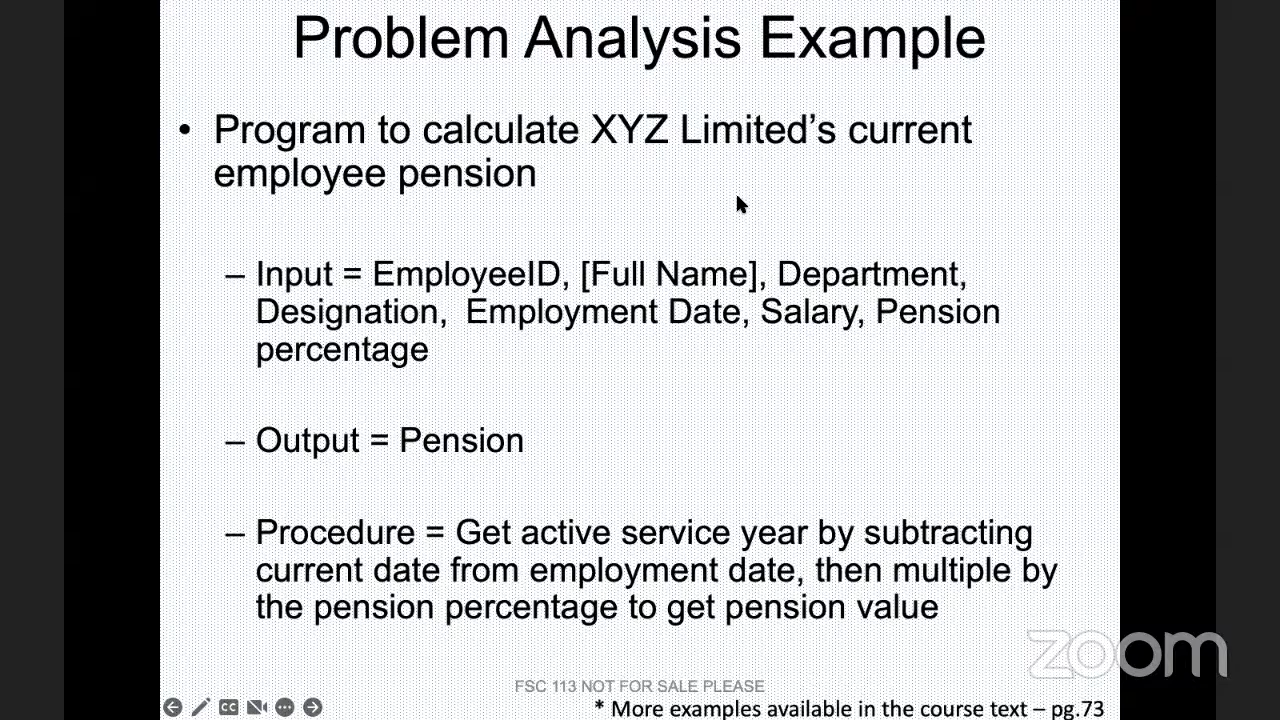 Problem Analysis Example
• Program to calculate XYZ Limited’s current
employee pension
– Input = EmployeeID, [Full Name], Department,
Designation,  Employment Date, Salary, Pension
percentage
– Output = Pension
– Procedure = Get active service year by subtracting
current date from employment date, then multiple by
the pension percentage to get pension value
zoom
FSC 113 NOT FOR SALE PLEASE
CC
* More examples available in the course text – pg.73